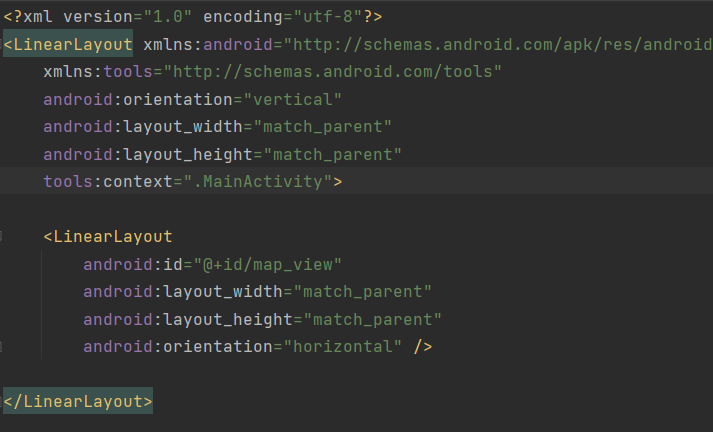 <?xml version="1.0" encoding="utf-8"?>
<LinearLayout xmlns:android="http://schemas.android.com/apk/res/android
xmlns:tools="http://schemas.android.com/tools"
android:orientation="vertical"
android:layout_width="match_parent"
android:layout_height="match_parent"
tools:context=".MainActivity">
<LinearLayout
android:id="@+id/map_view"
android:layout_width="match_parent"
android:layout_height="match_parent"
android:orientation="horizontal" />
</LinearLayout>